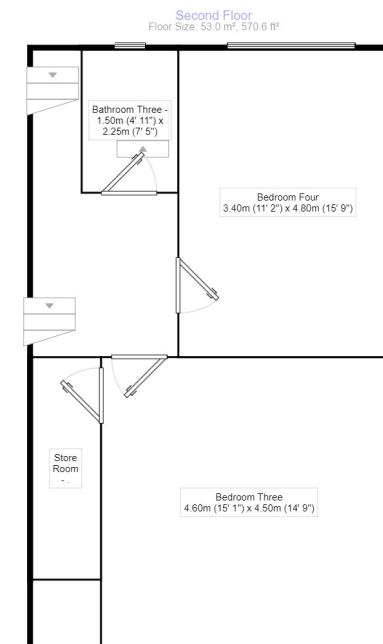 Second Floor
Floor Size: 53.0 m², 570.6 ft²
Bathroom Three -
1.50m (4' 11") x
2.25m (7' 5")
Bedroom Four
3.40m (11' 2") x 4.80m (15' 9")
Store
Room
- .
Bedroom Three
4.60m (15' 1") x 4.50m (14' 9")